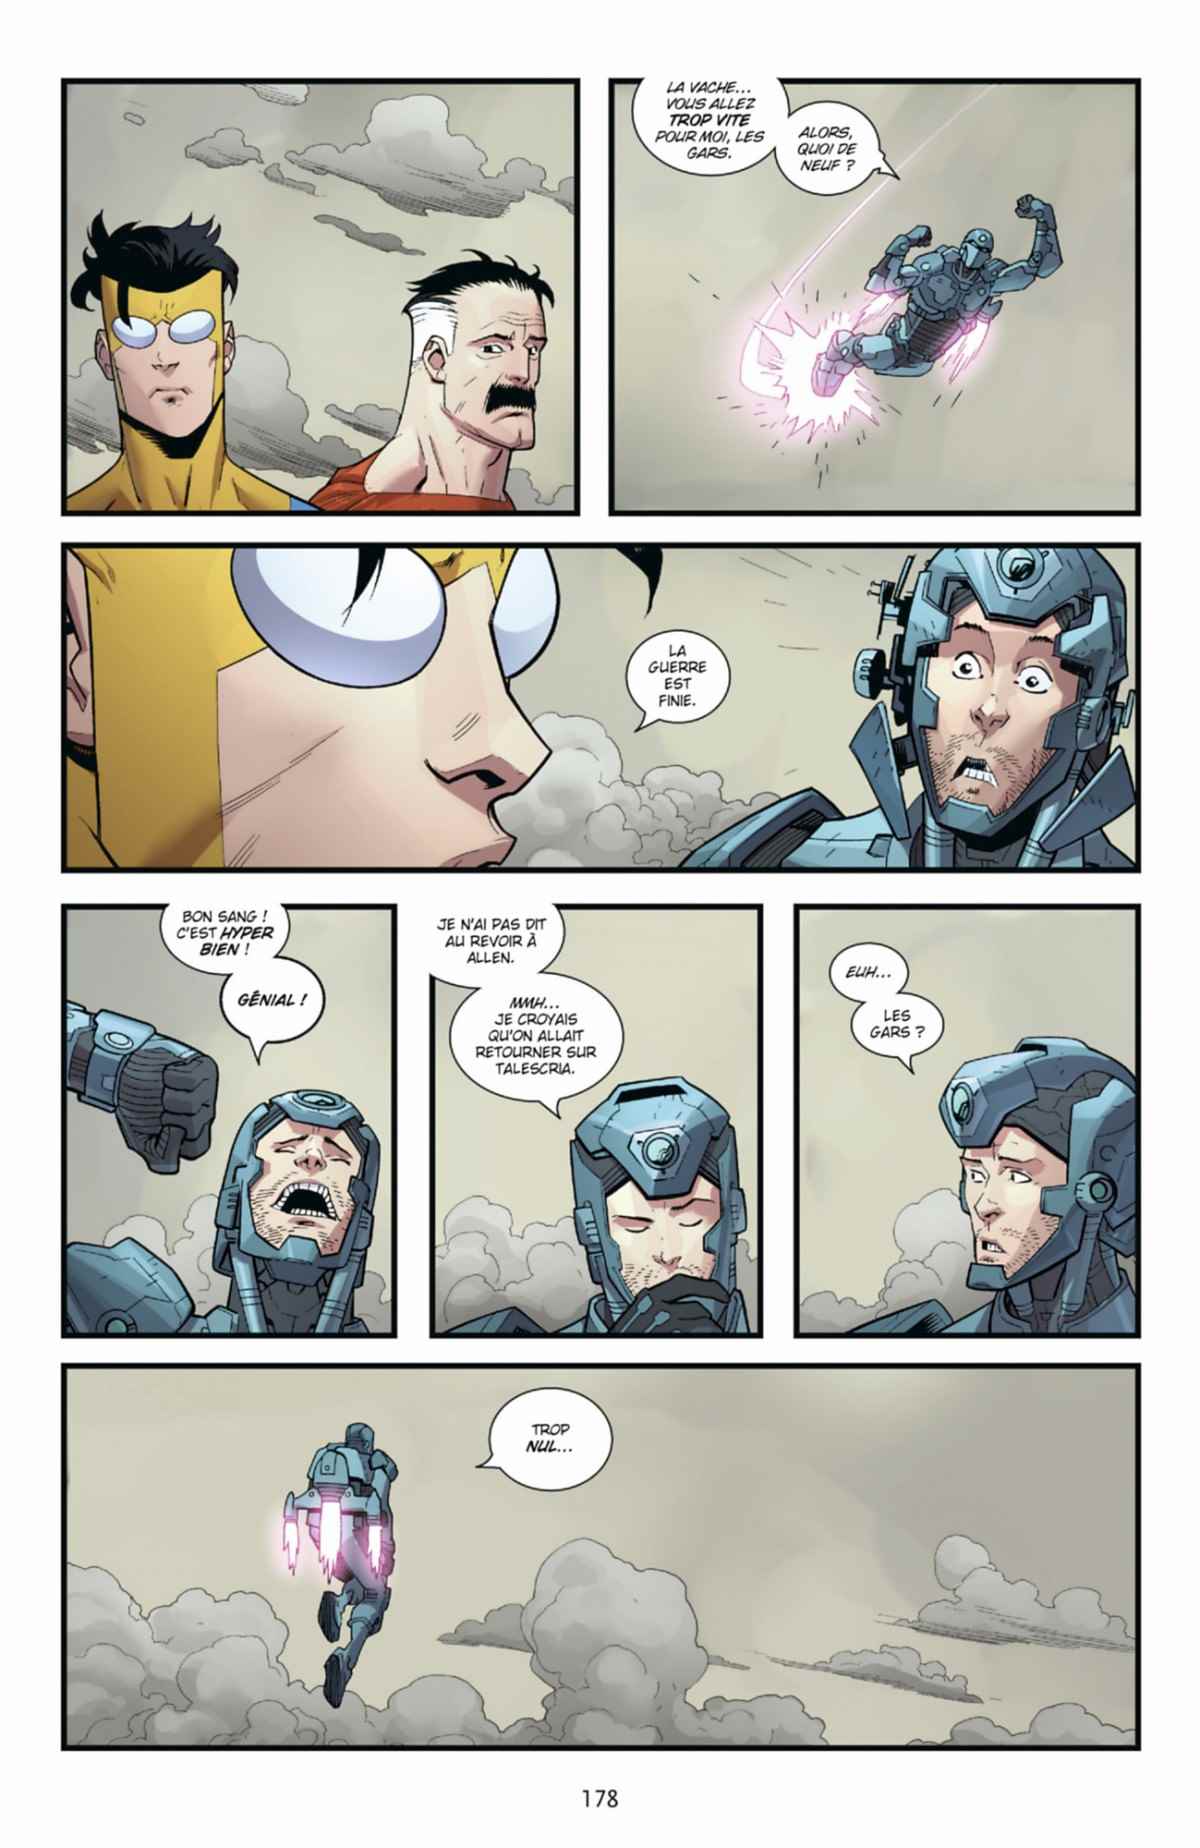 LA VACHE...
VOUS ALLEZ
TROP VITE
POUR MOI, LES
GARS.
ALORS,
QUOI DE
NEUF ?
LA
GUERRE
EST
FINIE.
BON SANG !
C'EST HYPER
BIEN !
GÉNIAL !
JE N'AI PAS DIT
AU REVOIR À
ALLEN.
MMH...
JE CROYAIS
QU'ON ALLAIT
RETOURNER SUR
TALESCRIA.
EUH...
LES
GARS ?
TROP
NUL...
178